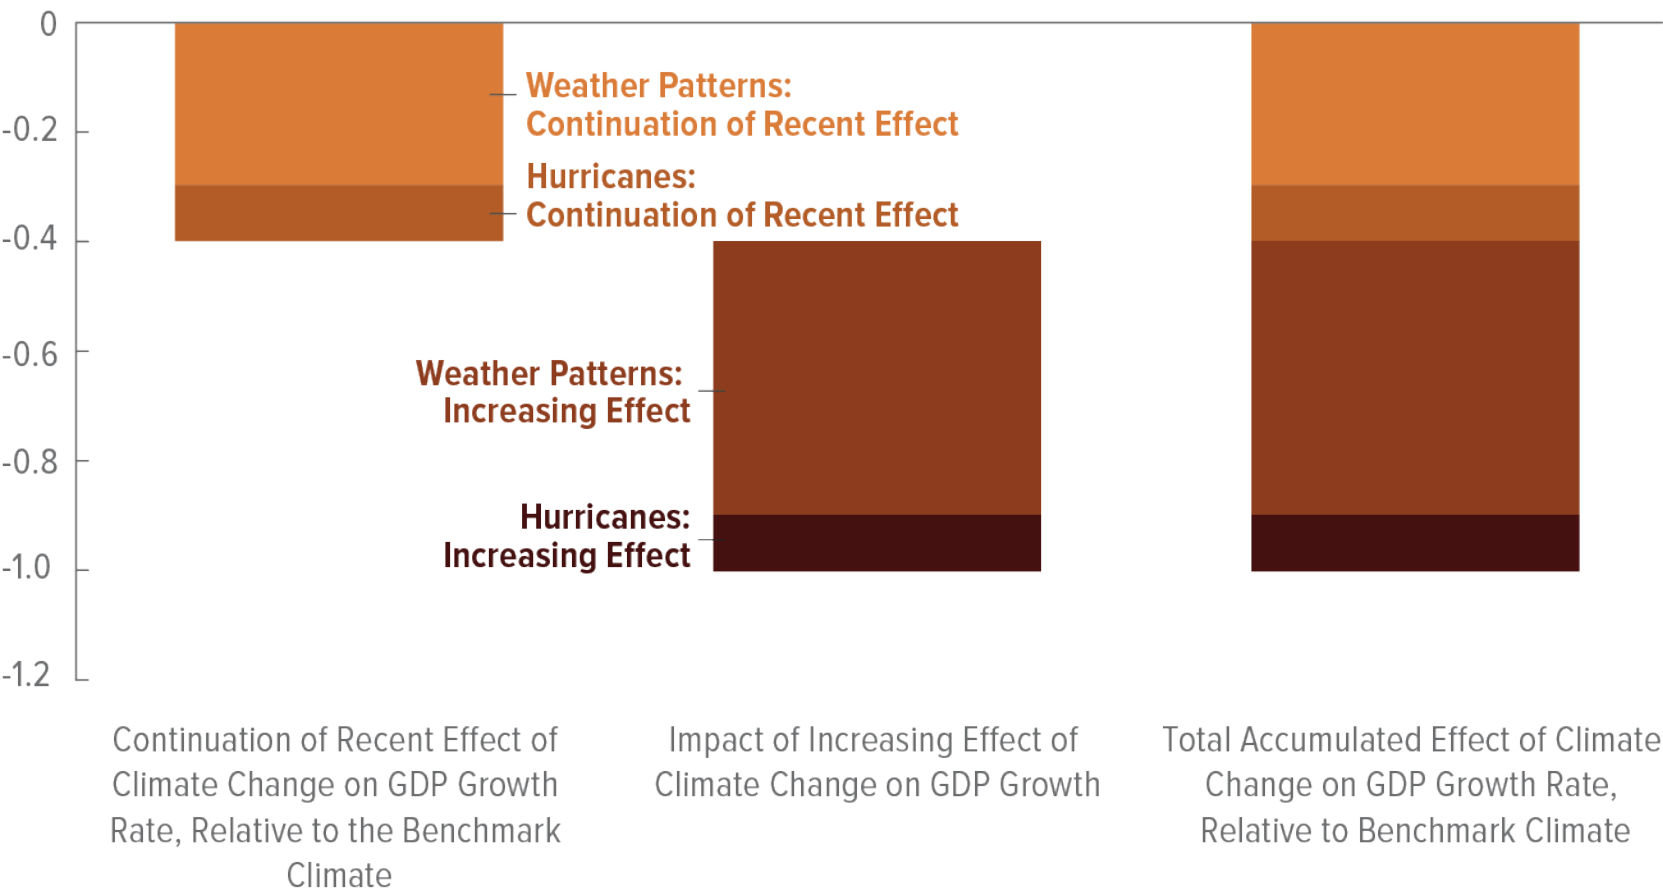 0
-0.2
-0.4
-0.6
-0.8
-1.0
-1.2
Weather Patterns:
Continuation of Recent Effect
Hurricanes:
Continuation of Recent Effect
Weather Patterns:
Increasing Effect
Hurricanes:
Increasing Effect
Continuation of Recent Effect of
Climate Change on GDP Growth
Rate, Relative to the Benchmark
Climate
Impact of Increasing Effect of
Climate Change on GDP Growth
Total Accumulated Effect of Climate
Change on GDP Growth Rate,
Relative to Benchmark Climate